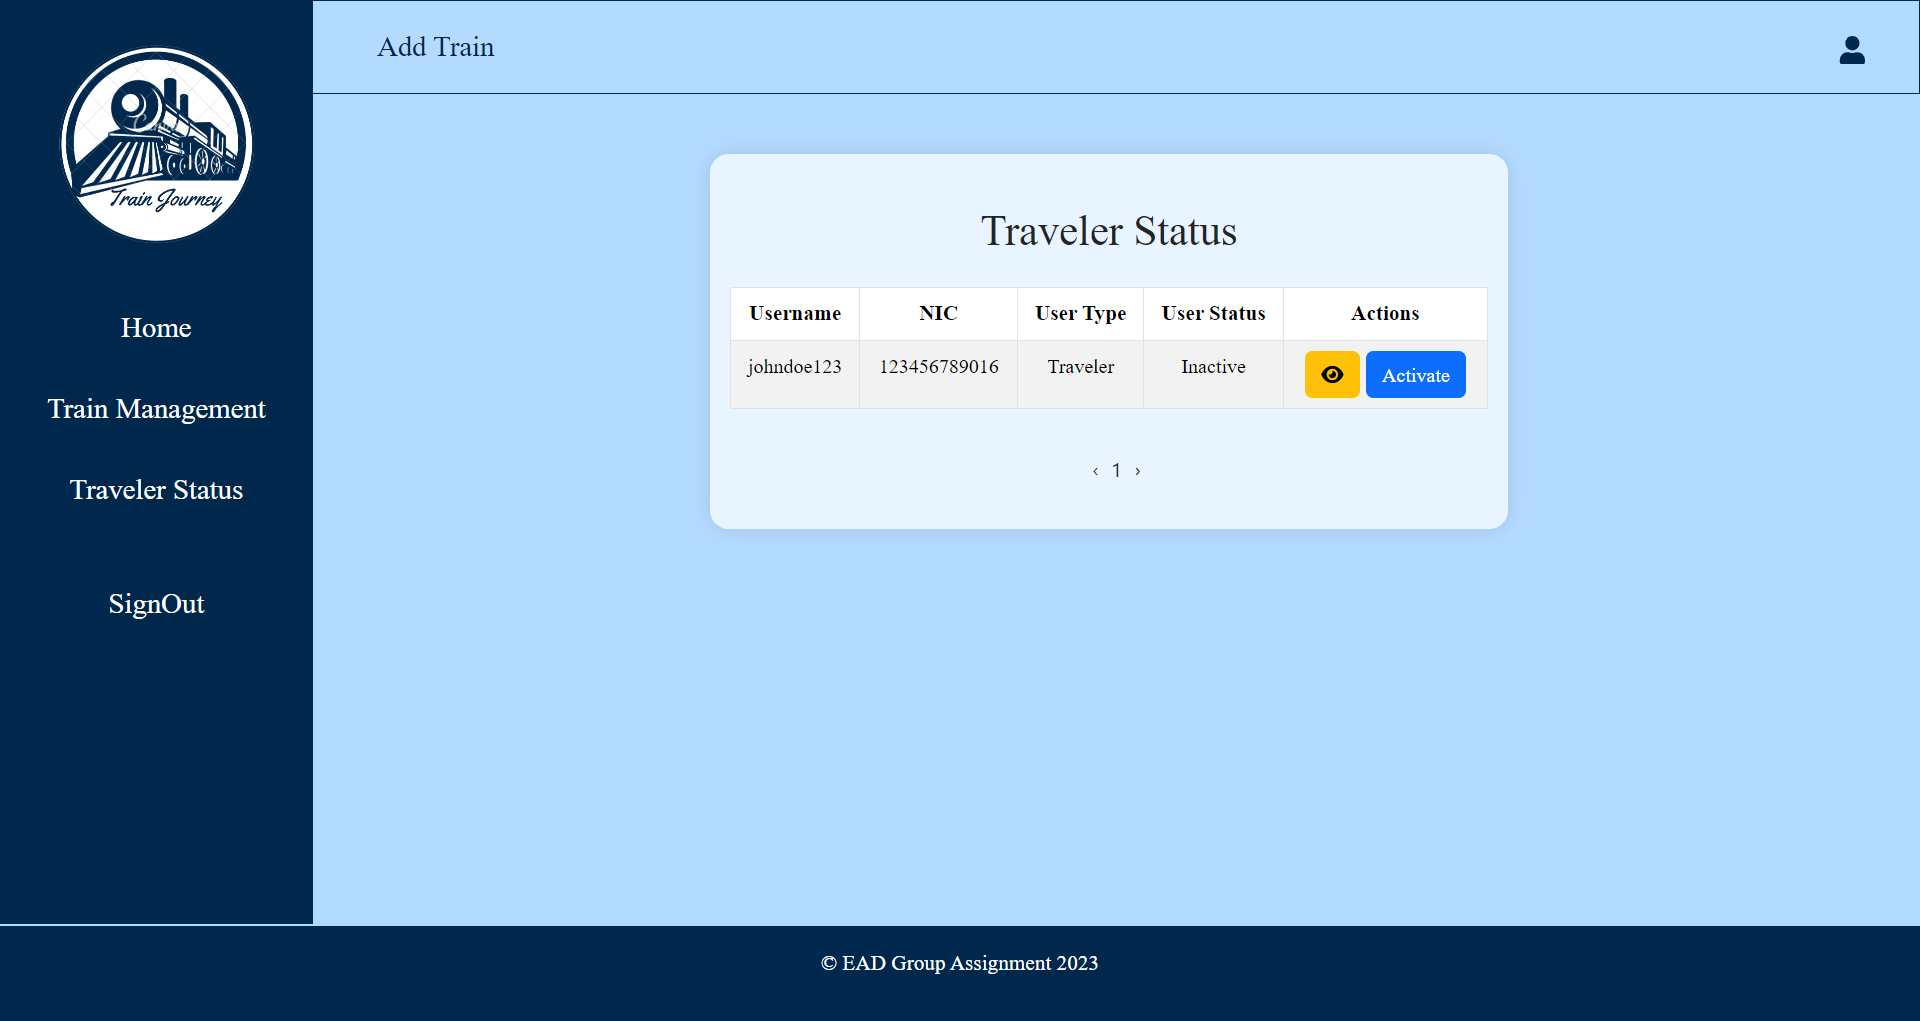 Train Journey
Home
Train Management
Traveler Status
SignOut
Add Train
Traveler Status
Username NIC User Type User Status Actions
johndoe123 123456789016 Traveler Inactive Activate
‹ 1 ›
© EAD Group Assignment 2023